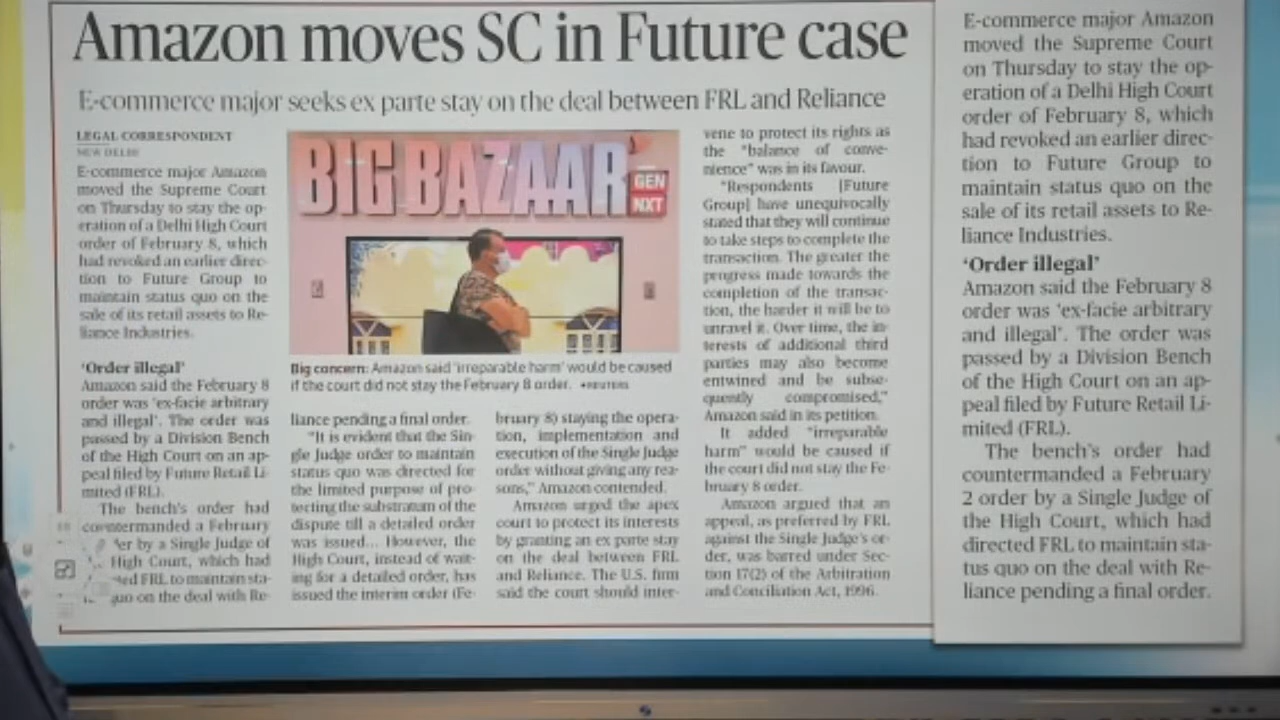 Amazon moves SC in Future case
E-commerce major seeks ex parte stay on the deal between FRL and Reliance
LEGAL CORRESPONDENT
NEW DELHI
E-commerce major Amazon
moved the Supreme Court
on Thursday to stay the op-
eration of a Delhi High Court
order of February 8, which
had revoked an earlier direc-
tion to Future Group to
maintain status quo on the
sale of its retail assets to Re-
liance Industries.
'Order illegal'
Amazon said the February 8
order was 'ex-facie arbitrary
and illegal'. The order was
passed by a Division Bench
of the High Court on an ap-
peal filed by Future Retail Li-
mited (FRL).
The bench's order had
countermanded a February
er by a Single Judge of
High Court, which had
ed FRL to maintain sta-
quo on the deal with Re-
BIG BAZAAR
GEN
NXT
Big concern: Amazon said 'irreparable harm' would be caused
if the court did not stay the February 8 order. •REUTERS
liance pending a final order.
"It is evident that the Sin-
gle Judge order to maintain
status quo was directed for
the limited purpose of pro-
tecting the substratum of the
dispute till a detailed order
was issued... However, the
High Court, instead of wait-
ing for a detailed order, has
issued the interim order (Fe-
bruary 8) staying the opera-
tion, implementation and
execution of the Single Judge
order without giving any rea-
sons," Amazon contended.
Amazon urged the apex
court to protect its interests
by granting an ex parte stay
on the deal between FRL
and Reliance. The U.S. firm
said the court should inter-
vene to protect its rights as
the "balance of conve-
nience" was in its favour.
"Respondents [Future
Group] have unequivocally
stated that they will continue
to take steps to complete the
transaction. The greater the
progress made towards the
completion of the transac-
tion, the harder it will be to
unravel it. Over time, the in-
terests of additional third
parties may also become
entwined and be subse-
quently compromised,"
Amazon said in its petition.
It added "irreparable
harm" would be caused if
the court did not stay the Fe-
bruary 8 order.
Amazon argued that an
appeal, as preferred by FRL
against the Single Judge's or-
der, was barred under Sec-
tion 17(2) of the Arbitration
and Conciliation Act, 1996.
E-commerce major Amazon
moved the Supreme Court
on Thursday to stay the op-
eration of a Delhi High Court
order of February 8, which
had revoked an earlier direc-
tion to Future Group to
maintain status quo on the
sale of its retail assets to Re-
liance Industries.
'Order illegal'
Amazon said the February 8
order was 'ex-facie arbitrary
and illegal'. The order was
passed by a Division Bench
of the High Court on an ap-
peal filed by Future Retail Li-
mited (FRL).
The bench's order had
countermanded a February
2 order by a Single Judge of
the High Court, which had
directed FRL to maintain sta-
tus quo on the deal with Re-
liance pending a final order.